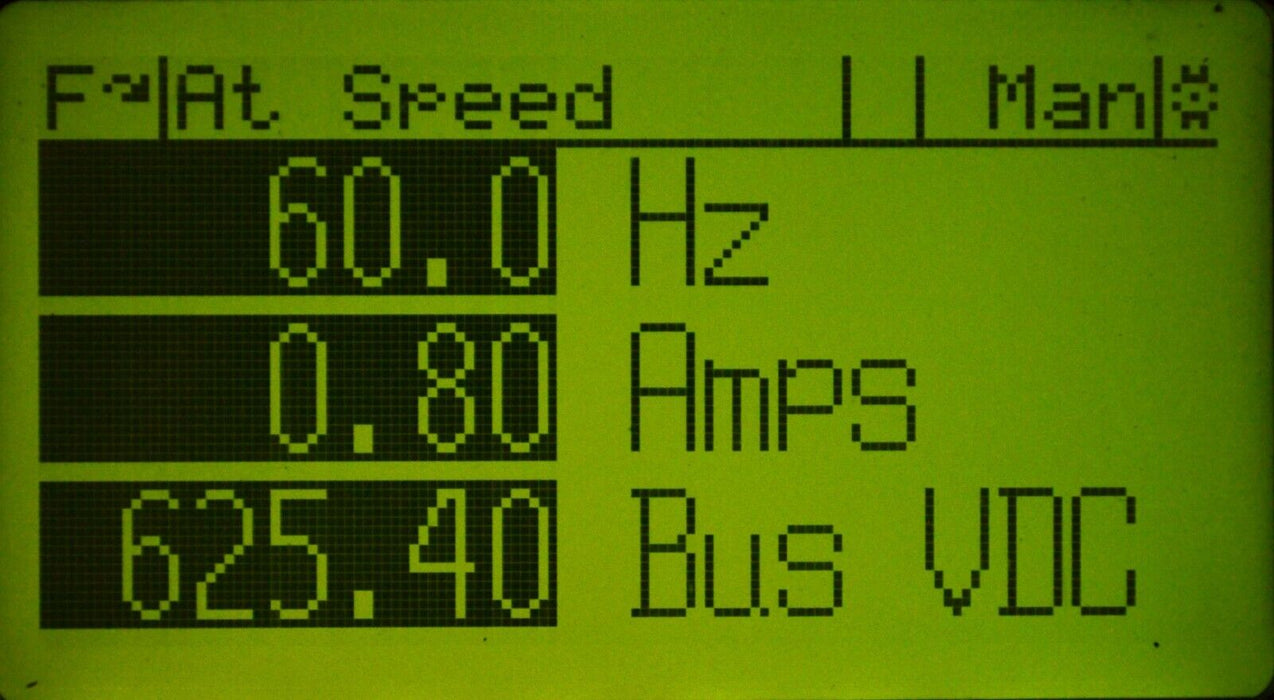 F At Speed Man
60.0 Hz
0.80 Amps
625.40 Bus VDC